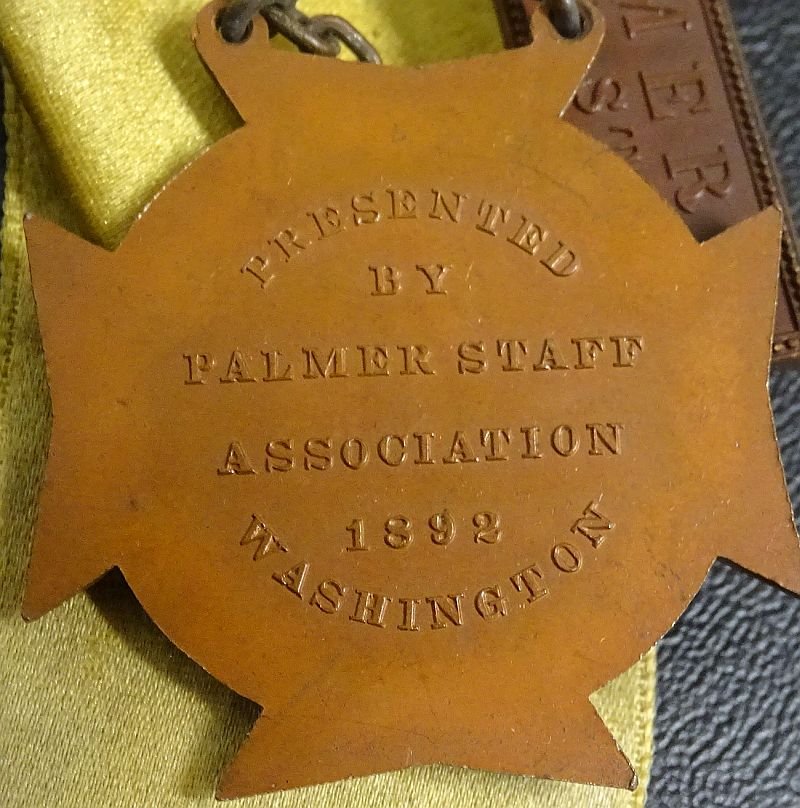 PRESENTED
BY
PALMER STAFF
ASSOCIATION
1892
WASHINGTON